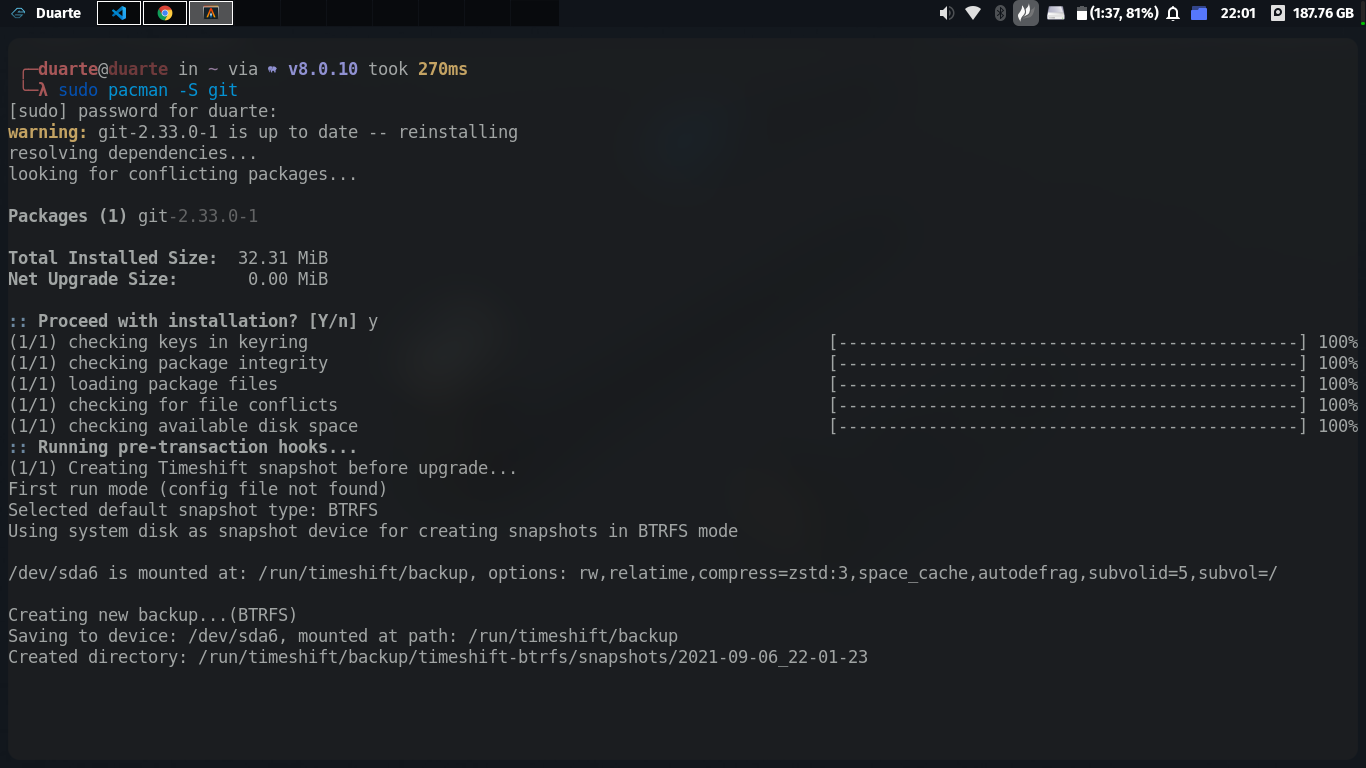 Duarte (1:37, 81%) 22:01 187.76 GB
╭─duarte@duarte in ~ via v8.0.10 took 270ms
╰─λ sudo pacman -S git
[sudo] password for duarte:
warning: git-2.33.0-1 is up to date -- reinstalling
resolving dependencies...
looking for conflicting packages...
Packages (1) git-2.33.0-1
Total Installed Size:  32.31 MiB
Net Upgrade Size:       0.00 MiB
:: Proceed with installation? [Y/n] y
(1/1) checking keys in keyring [----------------------------------------------] 100%
(1/1) checking package integrity [----------------------------------------------] 100%
(1/1) loading package files [----------------------------------------------] 100%
(1/1) checking for file conflicts [----------------------------------------------] 100%
(1/1) checking available disk space [----------------------------------------------] 100%
:: Running pre-transaction hooks...
(1/1) Creating Timeshift snapshot before upgrade...
First run mode (config file not found)
Selected default snapshot type: BTRFS
Using system disk as snapshot device for creating snapshots in BTRFS mode
/dev/sda6 is mounted at: /run/timeshift/backup, options: rw,relatime,compress=zstd:3,space_cache,autodefrag,subvolid=5,subvol=/
Creating new backup...(BTRFS)
Saving to device: /dev/sda6, mounted at path: /run/timeshift/backup
Created directory: /run/timeshift/backup/timeshift-btrfs/snapshots/2021-09-06_22-01-23